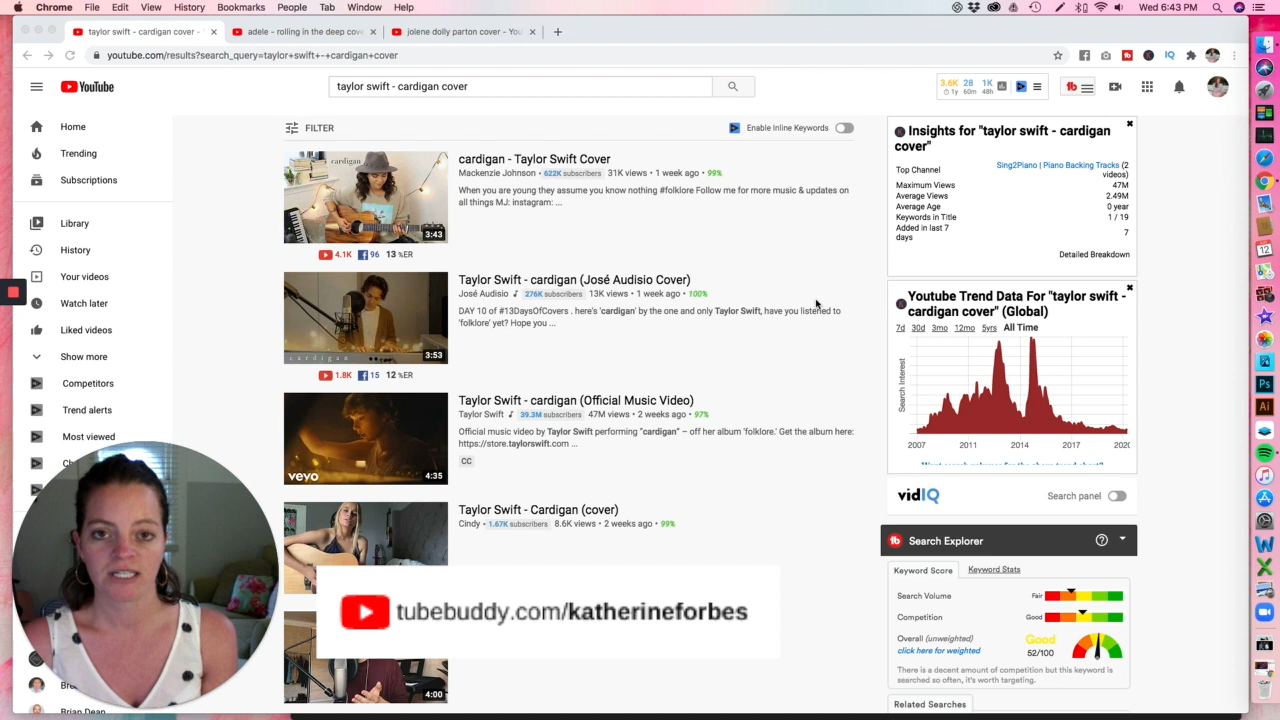 Chrome File Edit View History Bookmarks People Tab Window Help Wed 6:43 PM
taylor swift - cardigan cover - adele - rolling in the deep cove jolene dolly parton cover - You
youtube.com/results?search_query=taylor+swift+-+cardigan+cover
YouTube
taylor swift - cardigan cover
3.6K 28 1K
1y 60m 48h
tb
Home
Trending
Subscriptions
Library
History
Your videos
Watch later
Liked videos
Show more
Competitors
Trend alerts
Most viewed
Brian Dean
FILTER
Enable Inline Keywords
cardigan
3:43
cardigan - Taylor Swift Cover
Mackenzie Johnson • 622K subscribers 31K views • 1 week ago • 99%
When you are young they assume you know nothing #folklore Follow me for more music & updates on
all things MJ: instagram: ...
4.1K 96 13 %ER
cardigan
3:53
Taylor Swift - cardigan (José Audisio Cover)
José Audisio 276K subscribers 13K views • 1 week ago • 100%
DAY 10 of #13DaysOfCovers . here's 'cardigan' by the one and only Taylor Swift, have you listened to
'folklore' yet? Hope you ...
1.8K 15 12 %ER
vevo
4:35
Taylor Swift - cardigan (Official Music Video)
Taylor Swift 39.3M subscribers 47M views • 2 weeks ago • 97%
Official music video by Taylor Swift performing "cardigan" – off her album 'folklore.' Get the album here:
https://store.taylorswift.com ...
CC
Taylor Swift - Cardigan (cover)
Cindy • 1.67K subscribers 8.6K views • 2 weeks ago • 99%
tubebuddy.com/katherineforbes
4:00
Insights for "taylor swift - cardigan
cover"
Top Channel Sing2Piano | Piano Backing Tracks (2
videos)
Maximum Views 47M
Average Views 2.49M
Average Age 0 year
Keywords in Title 1 / 19
Added in last 7
days 7
Detailed Breakdown
Youtube Trend Data For "taylor swift -
cardigan cover" (Global)
7d 30d 3mo 12mo 5yrs All Time
Search Interest
2007 2011 2014 2017
vidIQ Search panel
tb Search Explorer
Keyword Score Keyword Stats
Search Volume Fair
Competition Good
Overall (unweighted) Good
click here for weighted 52/100
There is a decent amount of competition but this keyword is
searched so often, it's worth targeting.
Related Searches